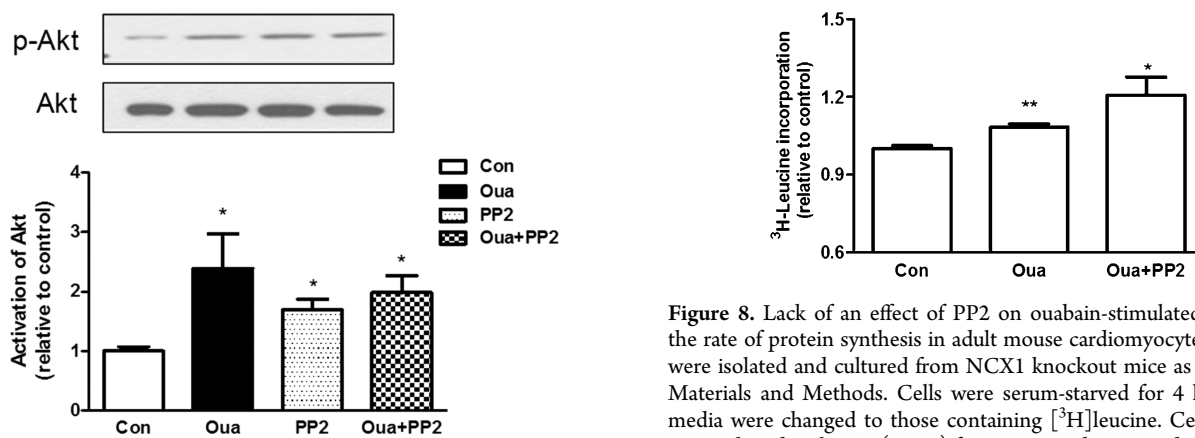 p-Akt
Akt
Activation of Akt
(relative to control)
4
3
2
1
0
*
*
*
Con
Oua
PP2
Oua+PP2
Con
Oua
PP2
Oua+PP2
³H-Leucine incorporation
(relative to control)
1.5
1.2
0.9
0.6
**
*
Con
Oua
Oua+PP2
Figure 8. Lack of an effect of PP2 on ouabain-stimulated
the rate of protein synthesis in adult mouse cardiomyocyte
were isolated and cultured from NCX1 knockout mice as
Materials and Methods. Cells were serum-starved for 4
media were changed to those containing [³H]leucine. Ce